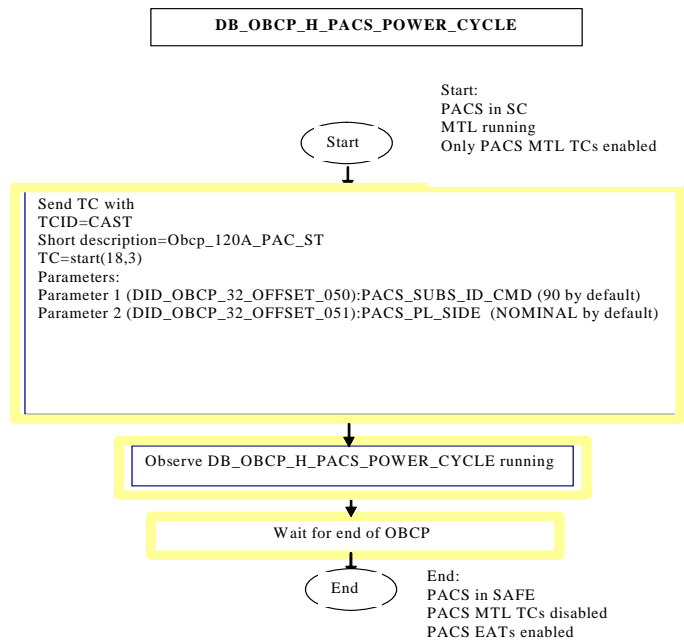 DB_OBCP_H_PACS_POWER_CYCLE
Start:
PACS in SC
MTL running
Only PACS MTL TCs enabled
Start
Send TC with
TCID=CAST
Short description=Obcp_120A_PAC_ST
TC=start(18,3)
Parameters:
Parameter 1 (DID_OBCP_32_OFFSET_050):PACS_SUBS_ID_CMD (90 by default)
Parameter 2 (DID_OBCP_32_OFFSET_051):PACS_PL_SIDE (NOMINAL by default)
Observe DB_OBCP_H_PACS_POWER_CYCLE running
Wait for end of OBCP
End
End:
PACS in SAFE
PACS MTL TCs disabled
PACS EATs enabled